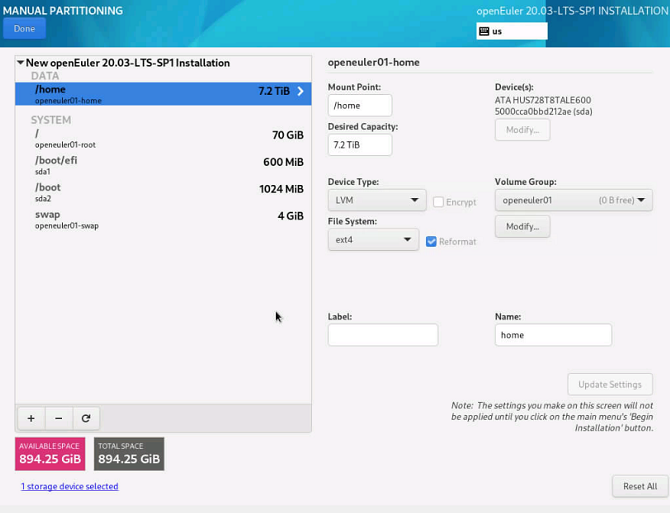 MANUAL PARTITIONING
openEuler 20.03-LTS-SP1 INSTALLATION
Done
us
New openEuler 20.03-LTS-SP1 Installation
DATA
/home 7.2 TiB
openeuler01-home
SYSTEM
/ 70 GiB
openeuler01-root
/boot/efi 600 MiB
sda1
/boot 1024 MiB
sda2
swap 4 GiB
openeuler01-swap
+ −
AVAILABLE SPACE
894.25 GiB
TOTAL SPACE
894.25 GiB
1 storage device selected
openeuler01-home
Mount Point:
/home
Desired Capacity:
7.2 TiB
Device(s):
ATA HUS728T8TALE600
5000cca0bbd212ae (sda)
Modify...
Device Type:
LVM
Encrypt
File System:
ext4
Reformat
Volume Group:
openeuler01 (0 B free)
Modify...
Label:
Name:
home
Update Settings
Note: The settings you make on this screen will not
be applied until you click on the main menu's 'Begin
Installation' button.
Reset All